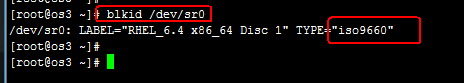 [root@os3 ~]# blkid /dev/sr0
/dev/sr0: LABEL="RHEL_6.4 x86_64 Disc 1" TYPE="iso9660"
[root@os3 ~]#
[root@os3 ~]#